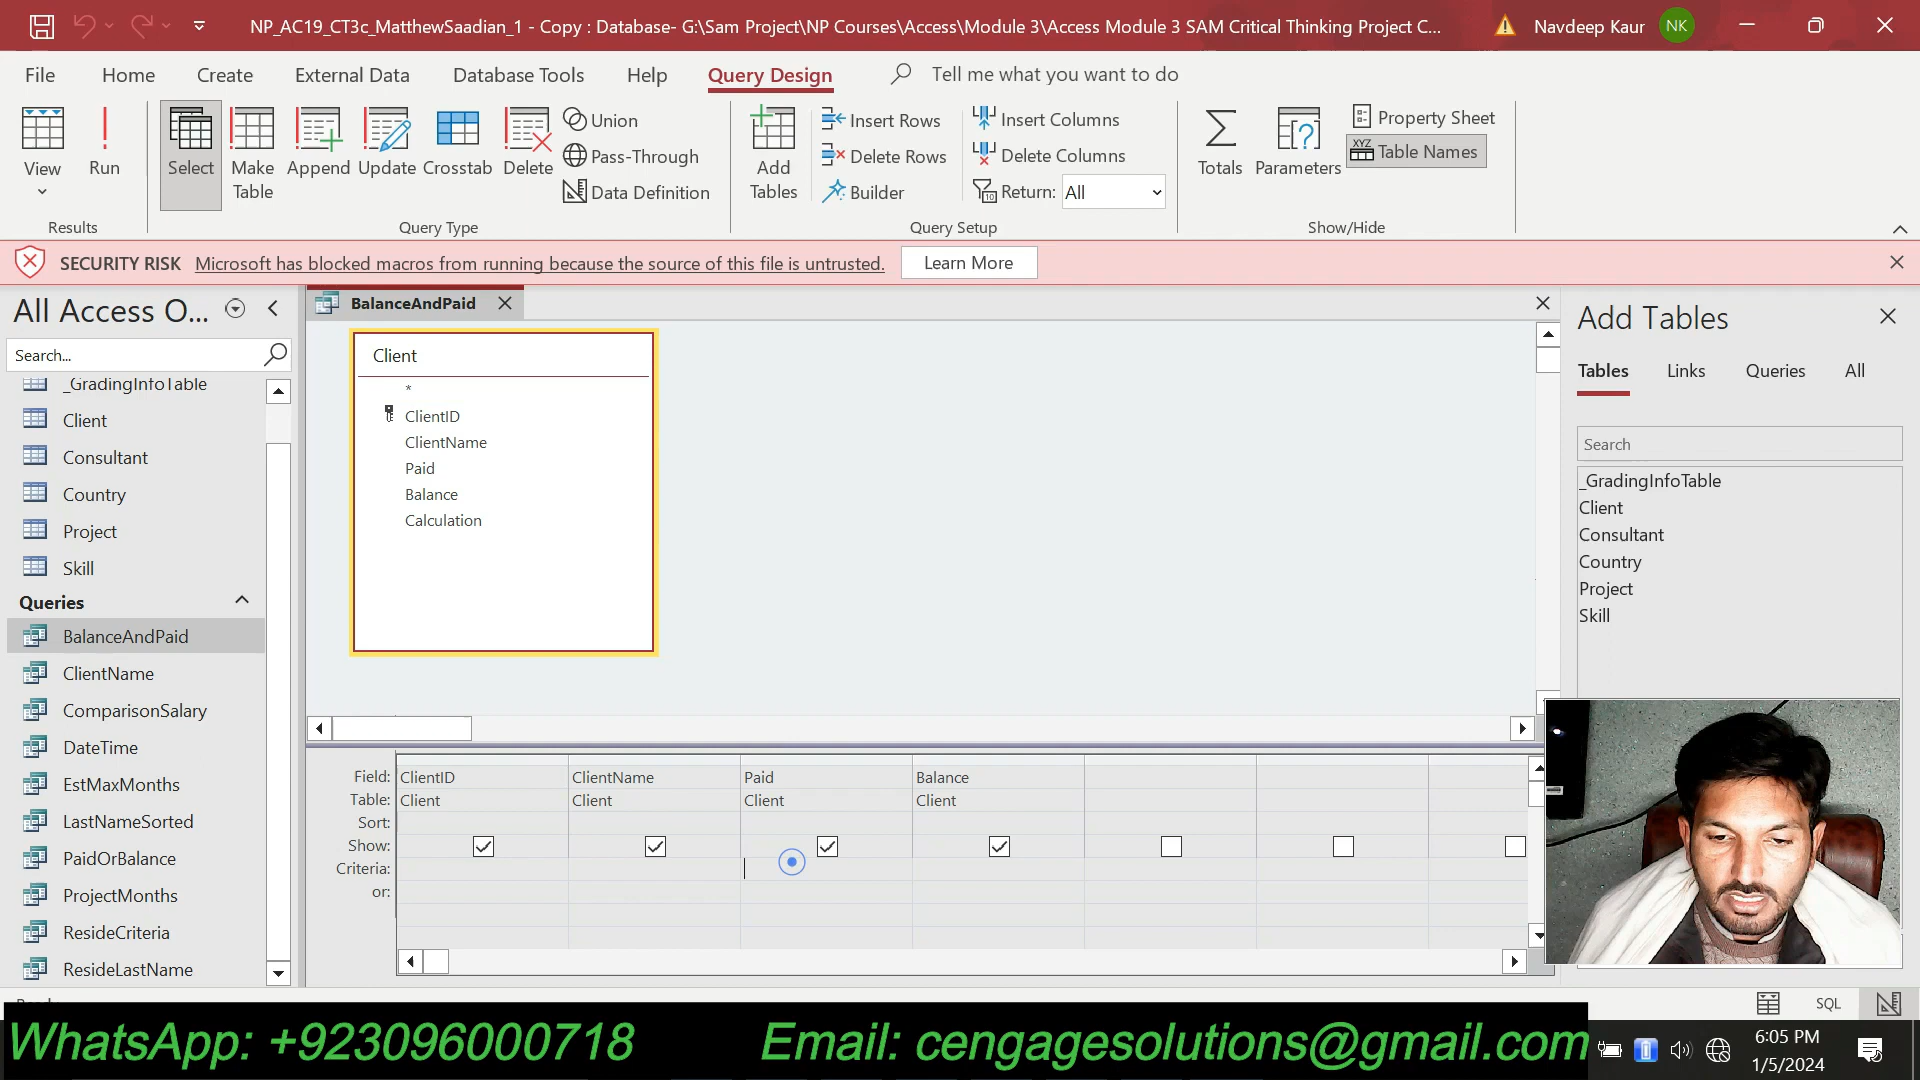 NP_AC19_CT3c_MatthewSaadian_1 - Copy : Database- G:\Sam Project\NP Courses\Access\Module 3\Access Module 3 SAM Critical Thinking Project C...
Navdeep Kaur
NK
File
Home
Create
External Data
Database Tools
Help
Query Design
Tell me what you want to do
View
Run
Select
Make Table
Append
Update
Crosstab
Delete
Union
Pass-Through
Data Definition
Add Tables
Insert Rows
Delete Rows
Builder
Insert Columns
Delete Columns
Return: All
Totals
Parameters
Property Sheet
Table Names
Results
Query Type
Query Setup
Show/Hide
SECURITY RISK Microsoft has blocked macros from running because the source of this file is untrusted.
Learn More
All Access O...
Search...
_GradingInfoTable
Client
Consultant
Country
Project
Skill
Queries
BalanceAndPaid
ClientName
ComparisonSalary
DateTime
EstMaxMonths
LastNameSorted
PaidOrBalance
ProjectMonths
ResideCriteria
ResideLastName
BalanceAndPaid
Client
*
ClientID
ClientName
Paid
Balance
Calculation
Field: ClientID ClientName Paid Balance
Table: Client Client Client Client
Sort:
Show:
Criteria:
or:
Add Tables
Tables Links Queries All
Search
_GradingInfoTable
Client
Consultant
Country
Project
Skill
SQL
WhatsApp: +923096000718 Email: cengagesolutions@gmail.com
6:05 PM
1/5/2024